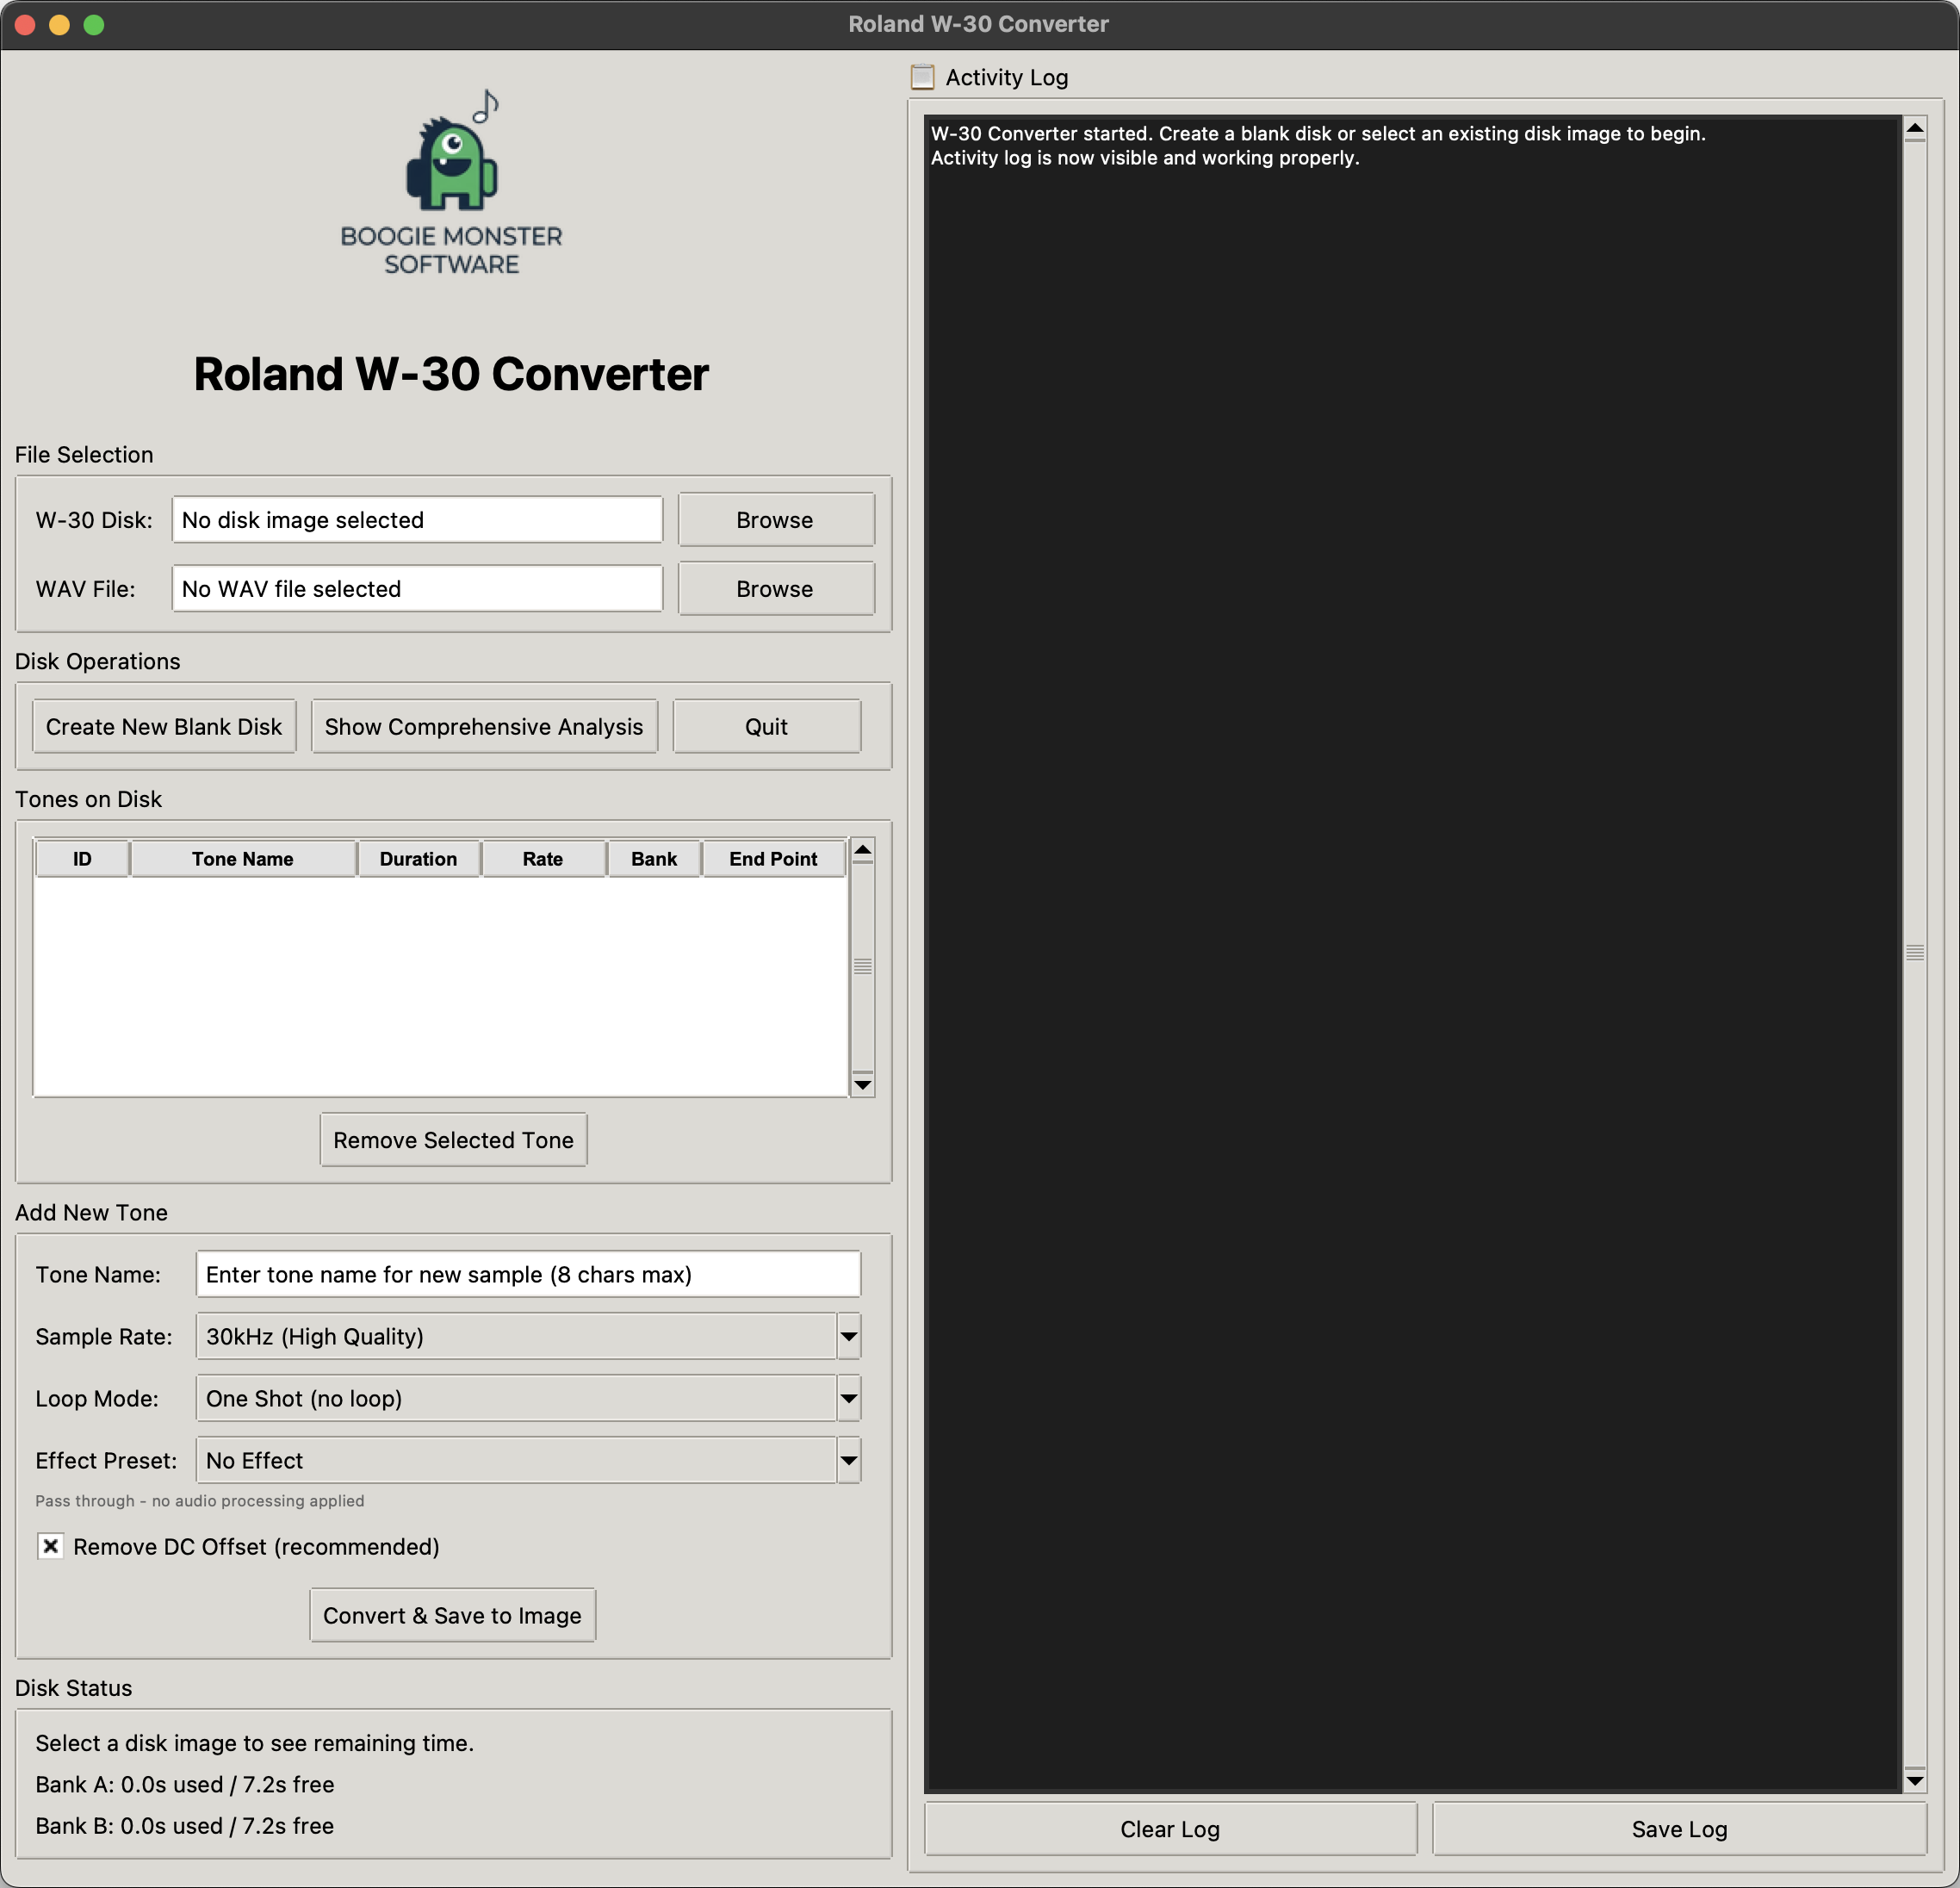 Roland W-30 Converter
BOOGIE MONSTER
SOFTWARE
Roland W-30 Converter
File Selection
W-30 Disk: No disk image selected Browse
WAV File: No WAV file selected Browse
Disk Operations
Create New Blank Disk Show Comprehensive Analysis Quit
Tones on Disk
ID Tone Name Duration Rate Bank End Point
Remove Selected Tone
Add New Tone
Tone Name: Enter tone name for new sample (8 chars max)
Sample Rate: 30kHz (High Quality)
Loop Mode: One Shot (no loop)
Effect Preset: No Effect
Pass through - no audio processing applied
Remove DC Offset (recommended)
Convert & Save to Image
Disk Status
Select a disk image to see remaining time.
Bank A: 0.0s used / 7.2s free
Bank B: 0.0s used / 7.2s free
Activity Log
W-30 Converter started. Create a blank disk or select an existing disk image to begin.
Activity log is now visible and working properly.
Clear Log Save Log